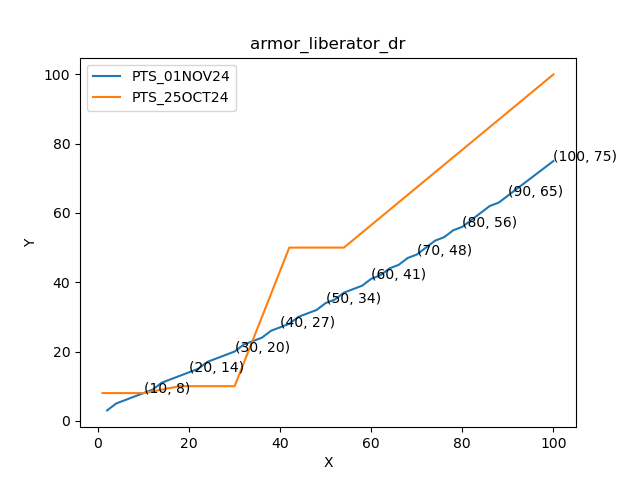 armor_liberator_dr
PTS_01NOV24
PTS_25OCT24
100
80
60
40
20
0
Y
(100, 75)
(90, 65)
(80, 56)
(70, 48)
(60, 41)
(50, 34)
(40, 27)
(30, 20)
(20, 14)
(10, 8)
0 20 40 60 80 100
X